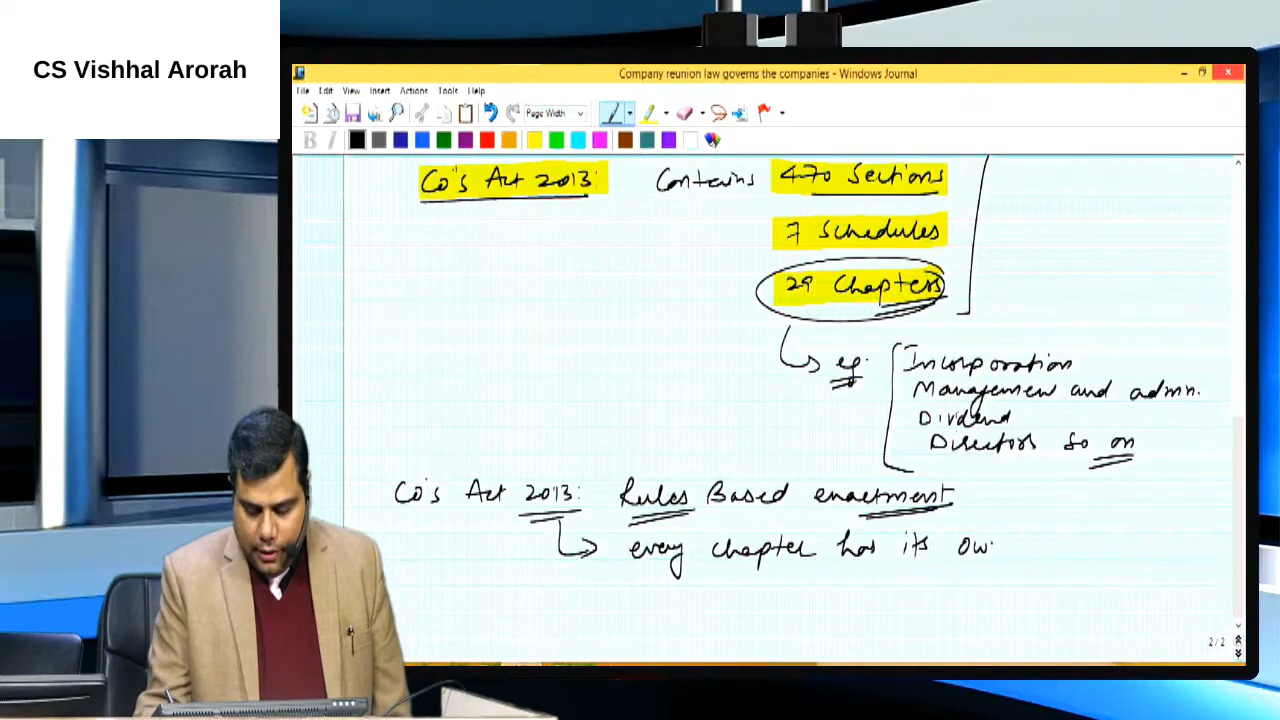 CS Vishhal Arorah
Company reunion law governs the companies - Windows Journal
File Edit View Insert Actions Tools Help
Page Width
B I
Co's Act 2013: Contains 470 Sections
7 Schedules
29 Chapters
eg. Incorporation
Management and admn.
Dividend
Directors so on
Co's Act 2013: Rules Based enactment
every chapter has its ow
2/2